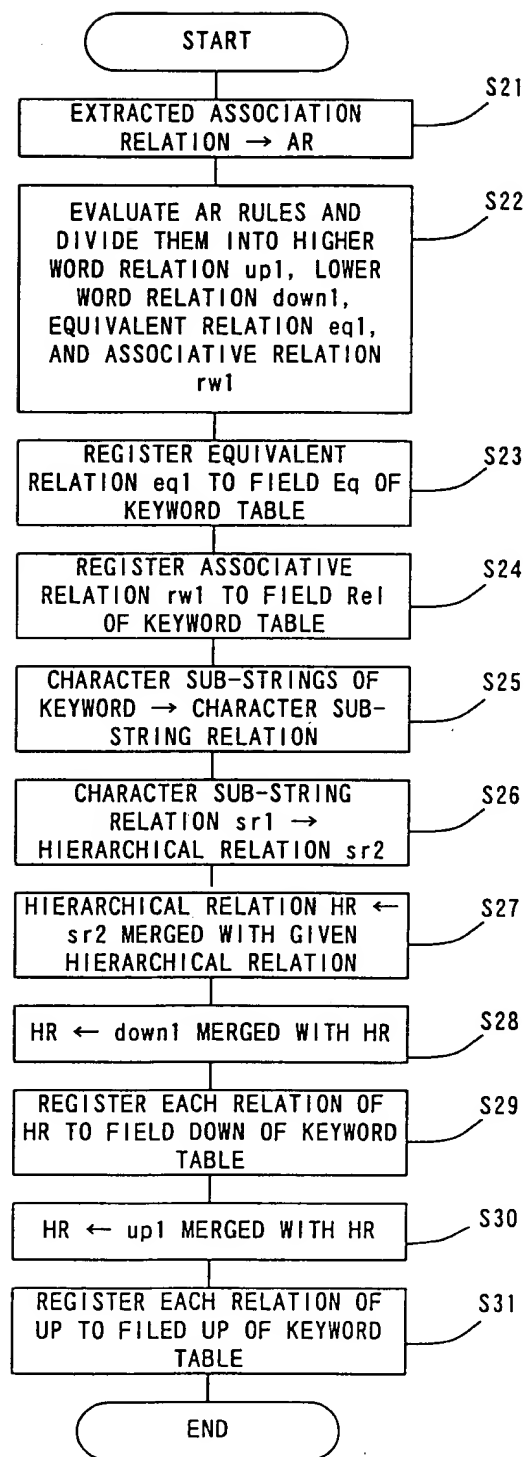 START
S21
EXTRACTED ASSOCIATION
RELATION → AR
S22
EVALUATE AR RULES AND
DIVIDE THEM INTO HIGHER
WORD RELATION up1, LOWER
WORD RELATION down1,
EQUIVALENT RELATION eq1,
AND ASSOCIATIVE RELATION
rw1
S23
REGISTER EQUIVALENT
RELATION eq1 TO FIELD Eq OF
KEYWORD TABLE
S24
REGISTER ASSOCIATIVE
RELATION rw1 TO FIELD Rel
OF KEYWORD TABLE
S25
CHARACTER SUB-STRINGS OF
KEYWORD → CHARACTER SUB-
STRING RELATION
S26
CHARACTER SUB-STRING
RELATION sr1 →
HIERARCHICAL RELATION sr2
S27
HIERARCHICAL RELATION HR ←
sr2 MERGED WITH GIVEN
HIERARCHICAL RELATION
S28
HR ← down1 MERGED WITH HR
S29
REGISTER EACH RELATION OF
HR TO FIELD DOWN OF KEYWORD
TABLE
S30
HR ← up1 MERGED WITH HR
S31
REGISTER EACH RELATION OF
UP TO FILED UP OF KEYWORD
TABLE
END